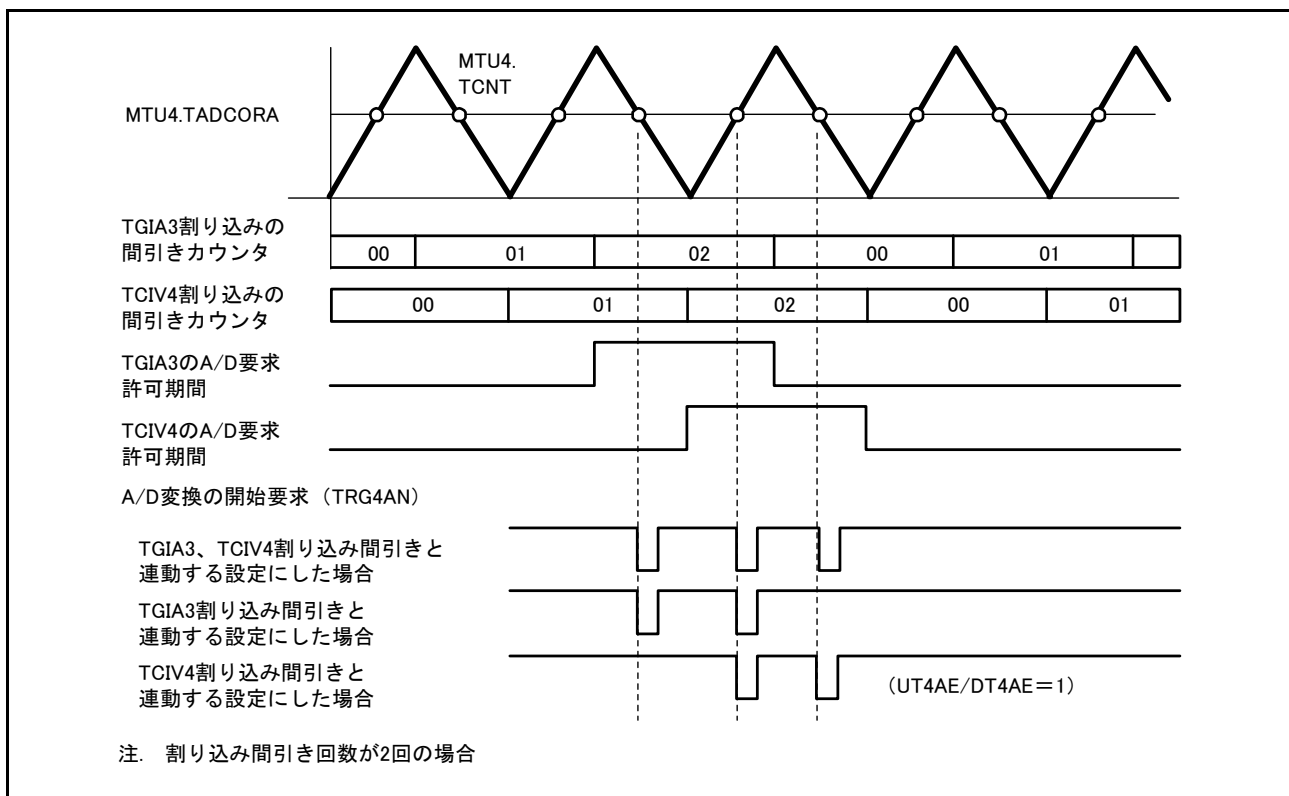 MTU4.
TCNT
MTU4.TADCORA
TGIA3割り込みの
間引きカウンタ
00 01 02 00 01
TCIV4割り込みの
間引きカウンタ
00 01 02 00 01
TGIA3のA/D要求
許可期間
TCIV4のA/D要求
許可期間
A/D変換の開始要求（TRG4AN）
TGIA3、TCIV4割り込み間引きと
連動する設定にした場合
TGIA3割り込み間引きと
連動する設定にした場合
TCIV4割り込み間引きと
連動する設定にした場合
（UT4AE/DT4AE＝1）
注. 割り込み間引き回数が2回の場合